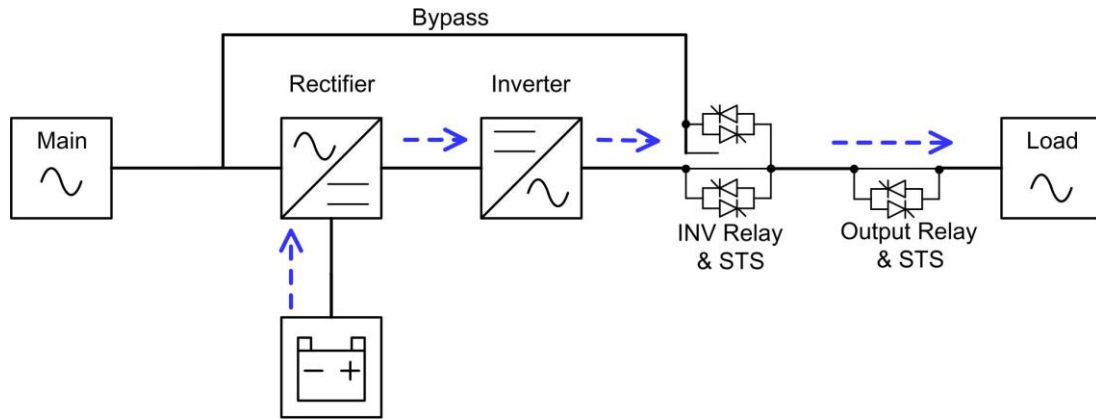 Bypass
Rectifier
Inverter
Main
Load
INV Relay
& STS
Output Relay
& STS